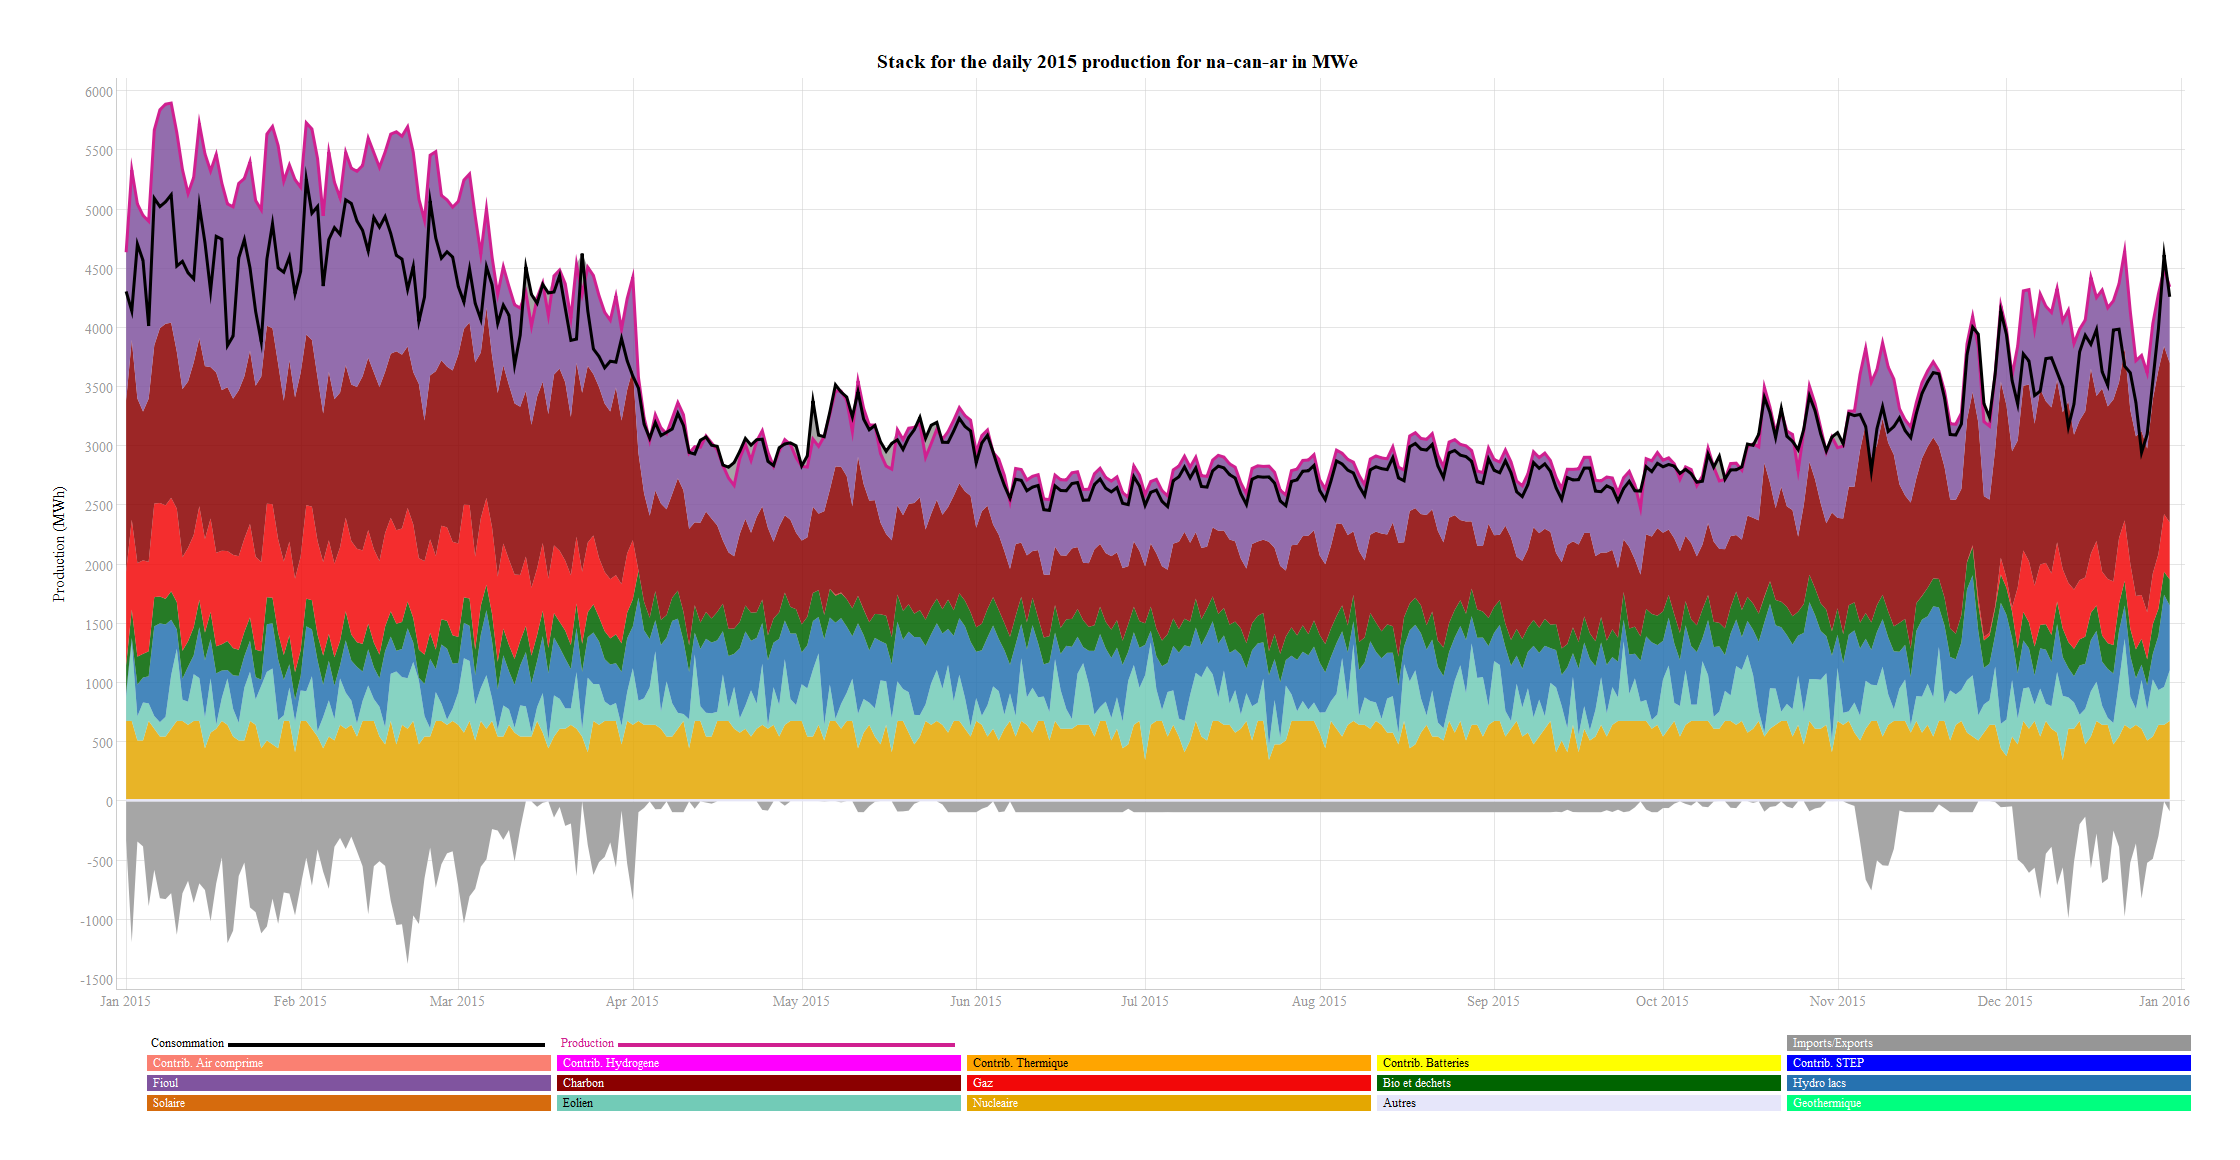 Stack for the daily 2015 production for na-can-ar in MWe
Production (MWh)
6000
5500
5000
4500
4000
3500
3000
2500
2000
1500
1000
500
0
-500
-1000
-1500
Jan 2015 Feb 2015 Mar 2015 Apr 2015 May 2015 Jun 2015 Jul 2015 Aug 2015 Sep 2015 Oct 2015 Nov 2015 Dec 2015 Jan 2016
Consommation Production Imports/Exports
Contrib. Air comprime Contrib. Hydrogene Contrib. Thermique Contrib. Batteries Contrib. STEP
Fioul Charbon Gaz Bio et dechets Hydro lacs
Solaire Eolien Nucleaire Autres Geothermique